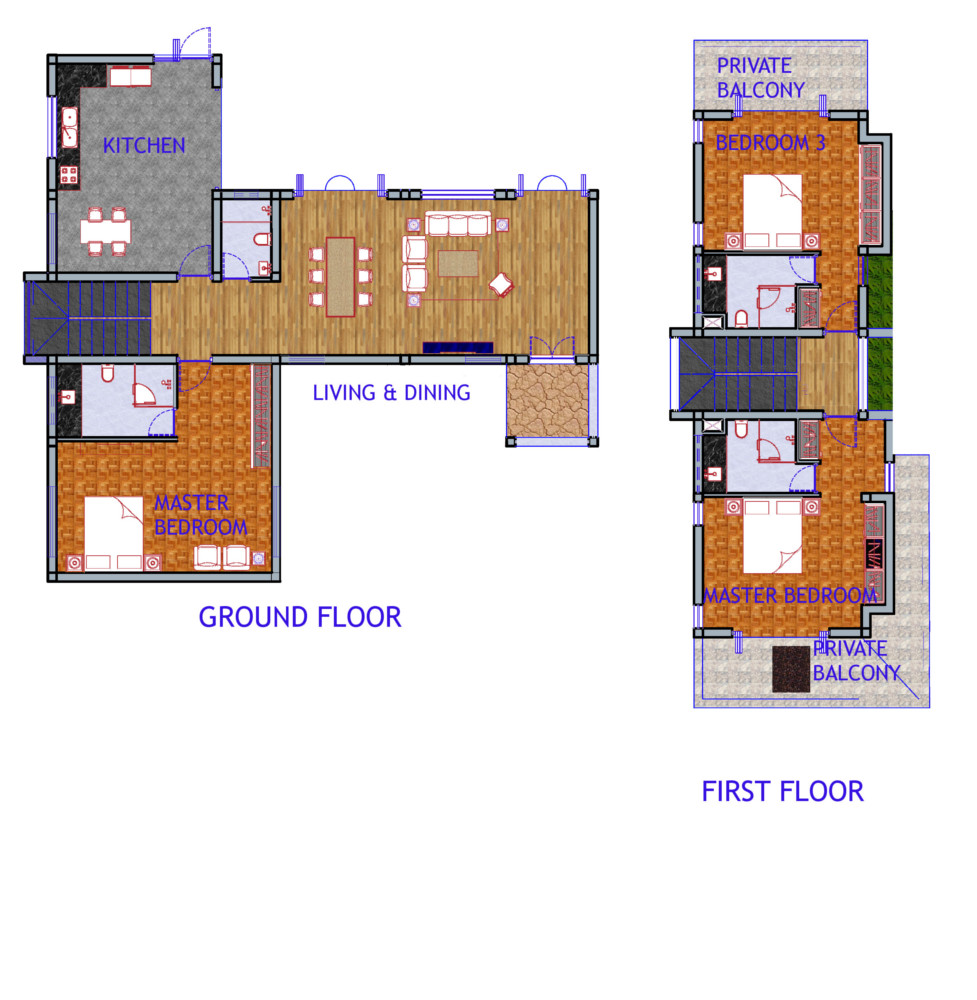 KITCHEN
LIVING & DINING
MASTER
BEDROOM
GROUND FLOOR
PRIVATE
BALCONY
BEDROOM 3
MASTER BEDROOM
PRIVATE
BALCONY
FIRST FLOOR